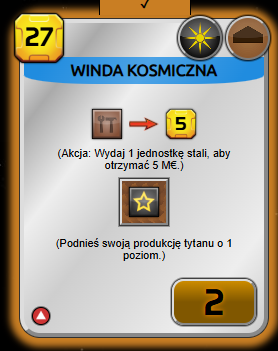 27
WINDA KOSMICZNA
5
(Akcja: Wydaj 1 jednostkę stali, aby
otrzymać 5 M€.)
(Podnieś swoją produkcję tytanu o 1
poziom.)
2